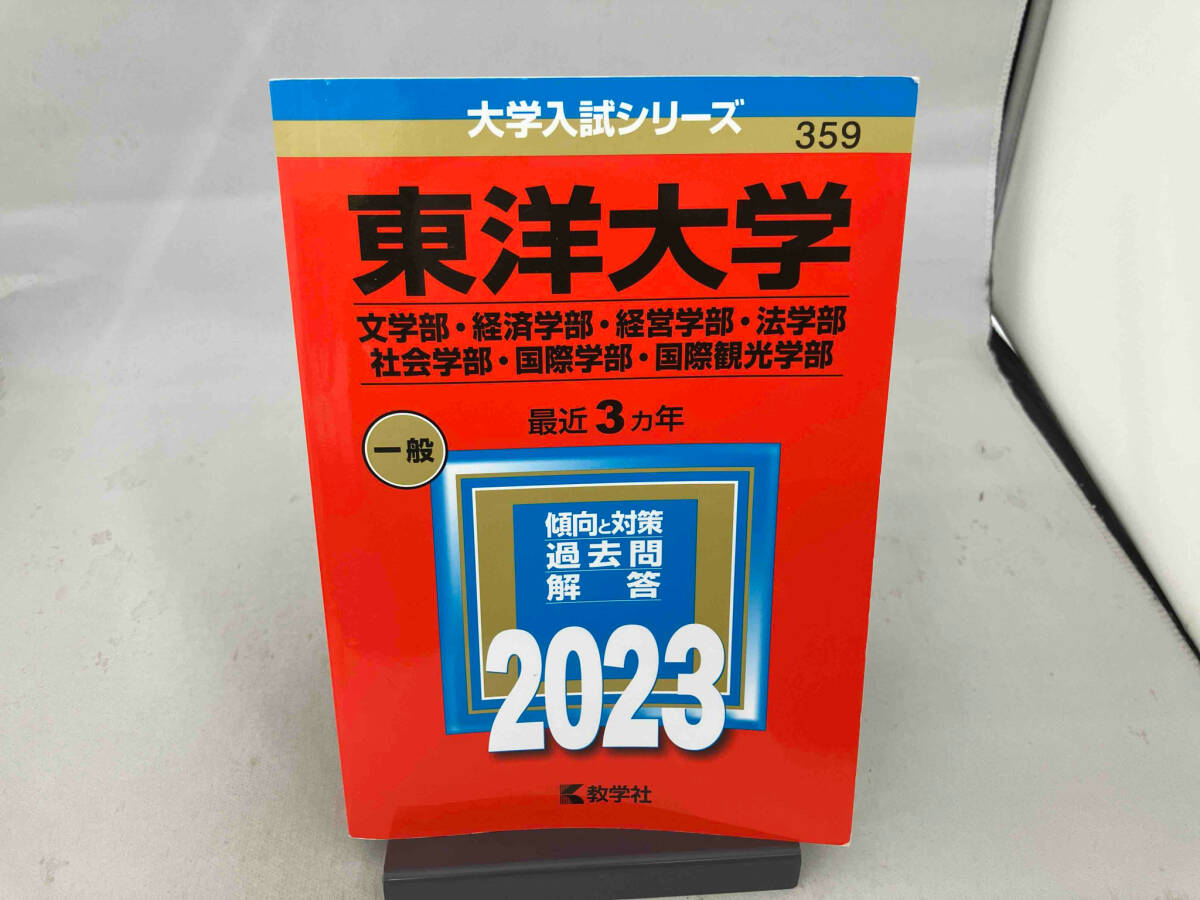 大学入試シリーズ
359
東洋大学
文学部・経済学部・経営学部・法学部
社会学部・国際学部・国際観光学部
最近3カ年
一般
傾向と対策
過去問
解答
2023
教学社